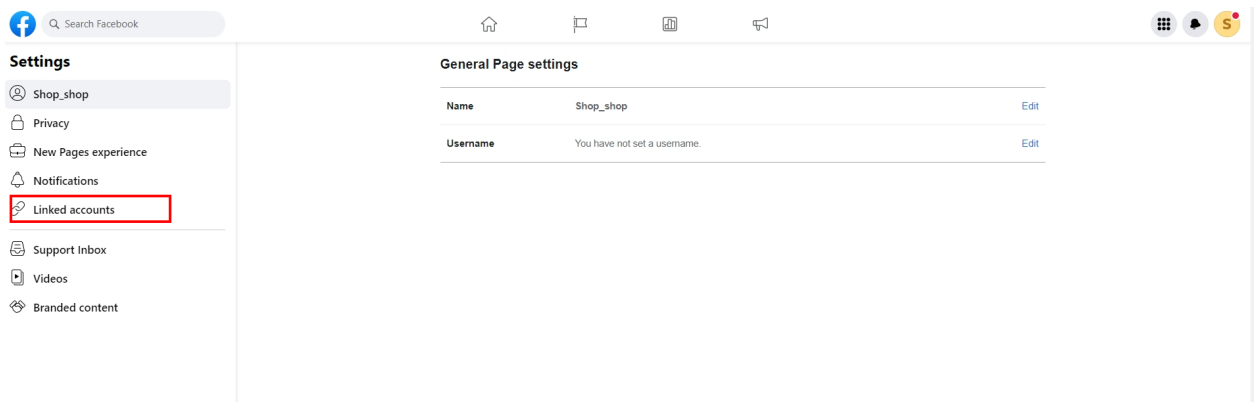 Search Facebook
S
Settings
Shop_shop
Privacy
New Pages experience
Notifications
Linked accounts
Support Inbox
Videos
Branded content
General Page settings
Name Shop_shop Edit
Username You have not set a username. Edit